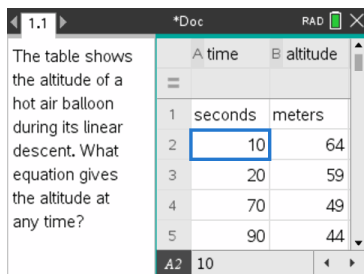 1.1 *Doc RAD
The table shows
the altitude of a
hot air balloon
during its linear
descent. What
equation gives
the altitude at
any time?
A time B altitude
=
1 seconds meters
2 10 64
3 20 59
4 70 49
5 90 44
A2 10